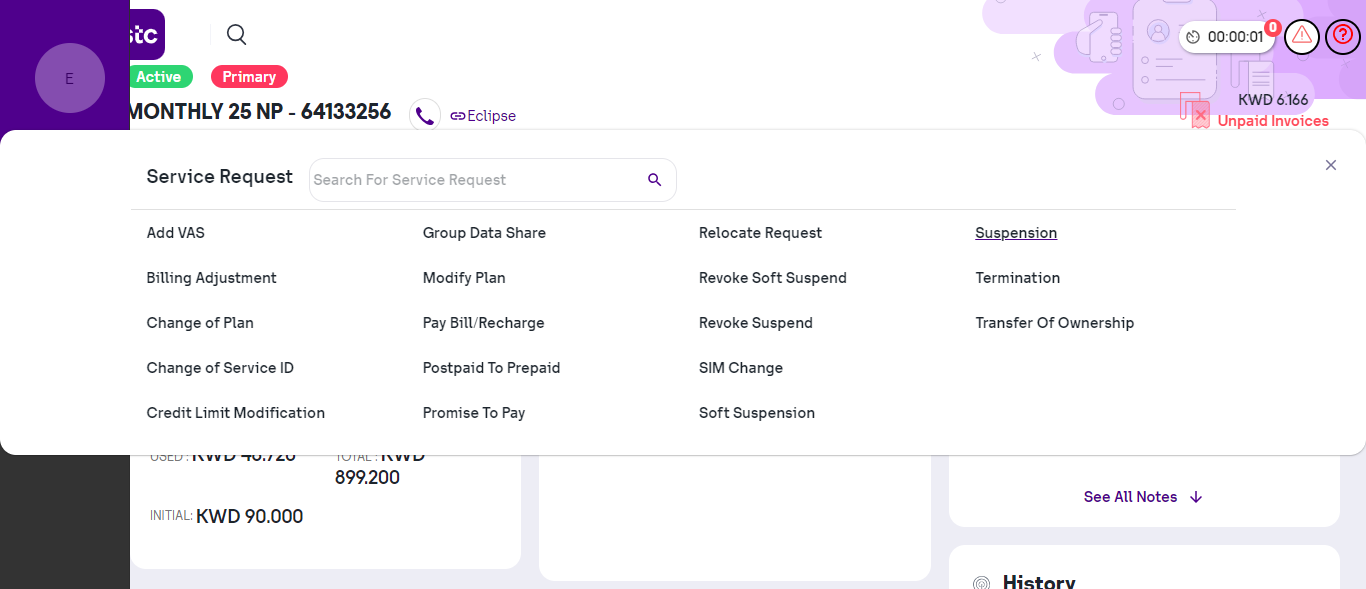 stc
00:00:01
0
E
Active
Primary
KWD 6.166
MONTHLY 25 NP - 64133256
Eclipse
Unpaid Invoices
Service Request
Search For Service Request
Add VAS
Group Data Share
Relocate Request
Suspension
Billing Adjustment
Modify Plan
Revoke Soft Suspend
Termination
Change of Plan
Pay Bill/Recharge
Revoke Suspend
Transfer Of Ownership
Change of Service ID
Postpaid To Prepaid
SIM Change
Credit Limit Modification
Promise To Pay
Soft Suspension
USED : KWD 46.720
TOTAL : KWD
899.200
See All Notes
INITIAL: KWD 90.000
History